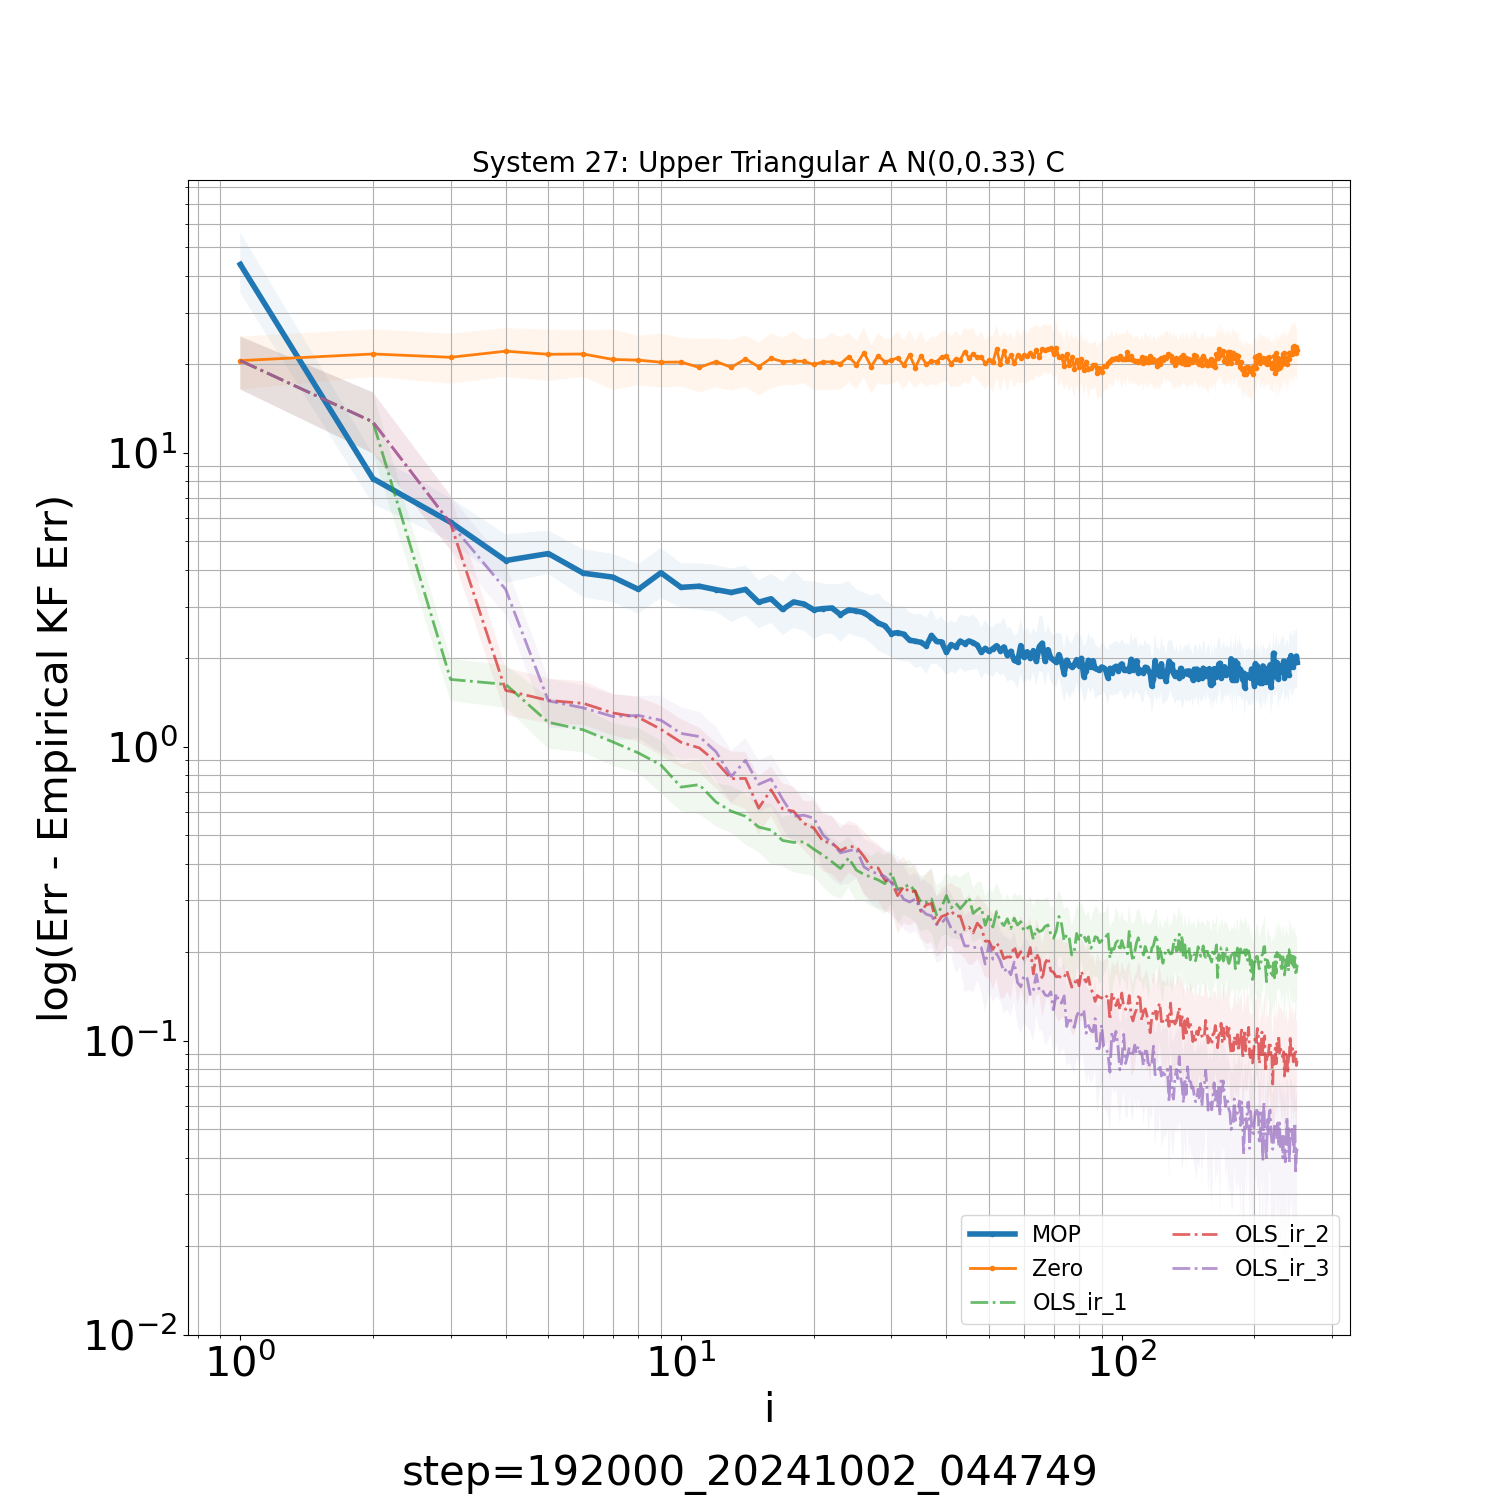 System 27: Upper Triangular A N(0,0.33) C
log(Err - Empirical KF Err)
10¹
10⁰
10⁻¹
10⁻²
10⁰ 10¹ 10²
i
MOP
Zero
OLS_ir_1
OLS_ir_2
OLS_ir_3
step=192000_20241002_044749